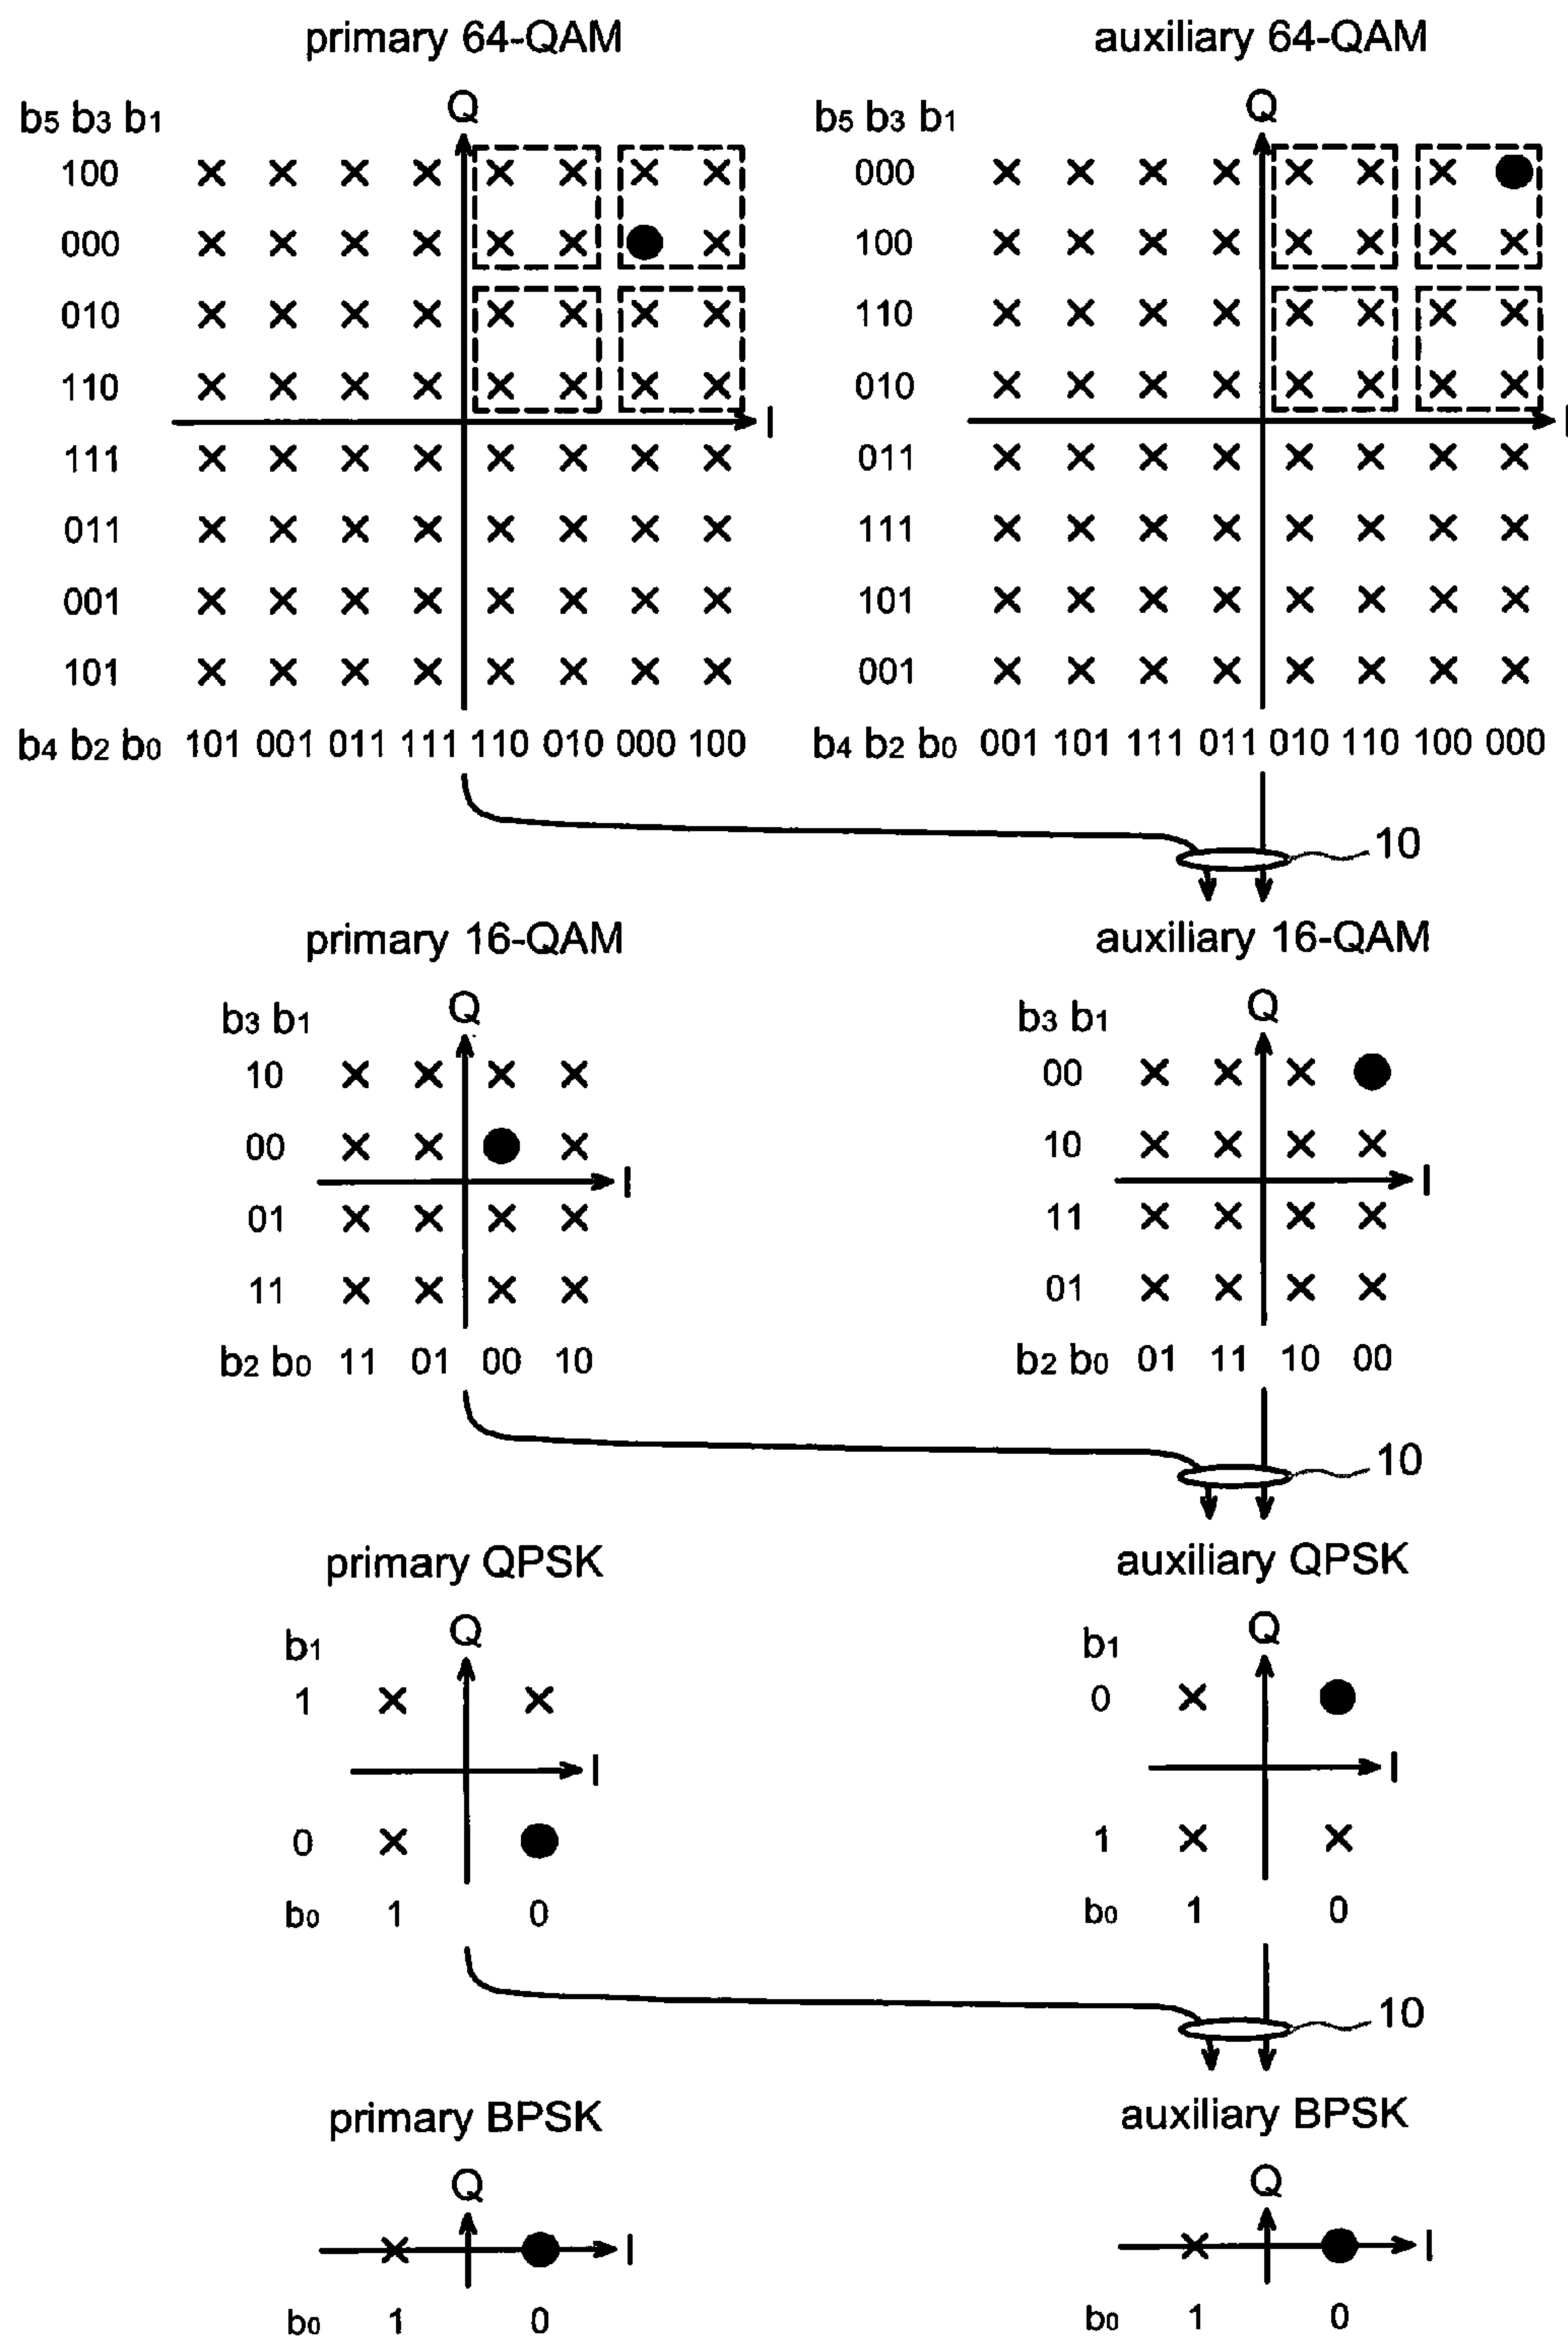 primary 64-QAM
auxiliary 64-QAM
Q
Q
b5 b3 b1
b5 b3 b1
100
000
000
100
010
110
110
010
I
I
111
011
011
111
001
101
101
001
b4 b2 b0 101 001 011 111 110 010 000 100
b4 b2 b0 001 101 111 011 010 110 100 000
10
primary 16-QAM
auxiliary 16-QAM
Q
Q
b3 b1
b3 b1
10
00
00
10
I
I
01
11
11
01
b2 b0 11 01 00 10
b2 b0 01 11 10 00
10
primary QPSK
auxiliary QPSK
Q
Q
b1
b1
1
0
I
I
0
1
b0 1 0
b0 1 0
10
primary BPSK
auxiliary BPSK
Q
Q
I
I
b0 1 0
b0 1 0